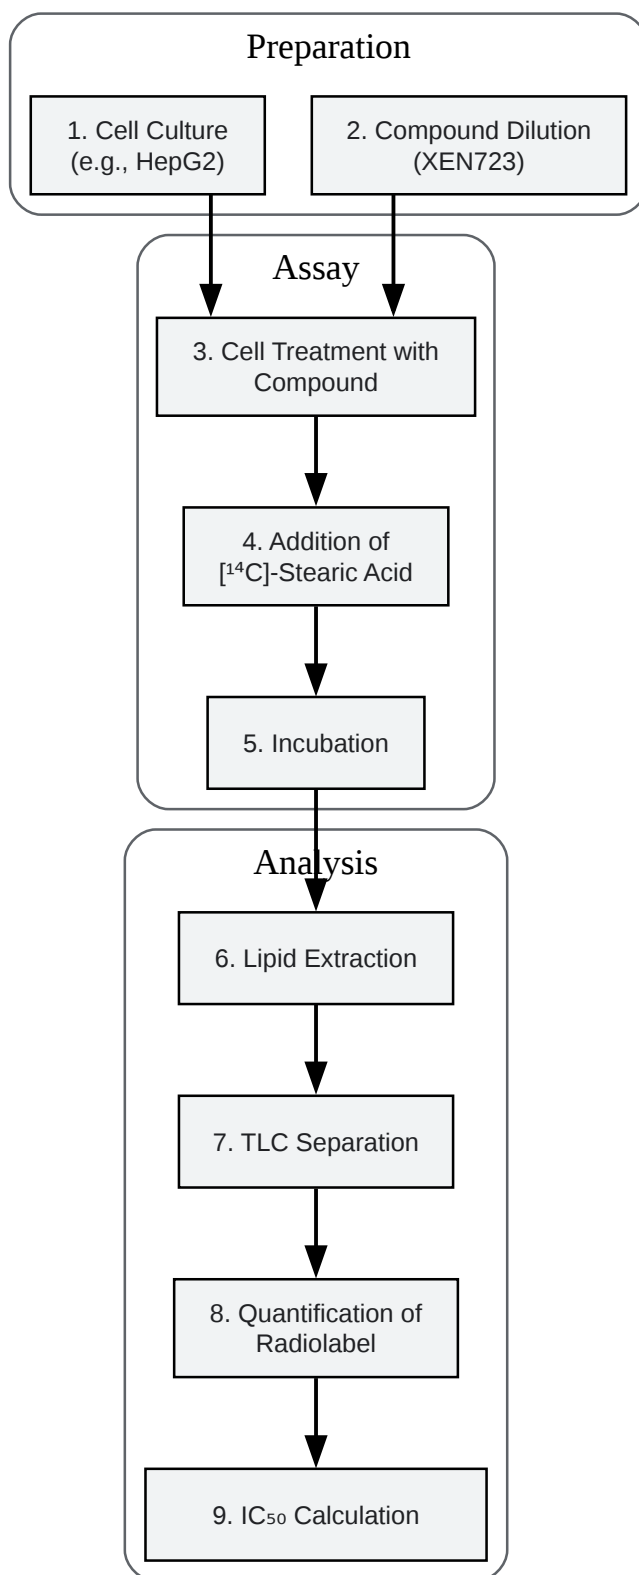 Preparation
1. Cell Culture
(e.g., HepG2)
2. Compound Dilution
(XEN723)
Assay
3. Cell Treatment with
Compound
4. Addition of
[¹⁴C]-Stearic Acid
5. Incubation
Analysis
6. Lipid Extraction
7. TLC Separation
8. Quantification of
Radiolabel
9. IC₅₀ Calculation